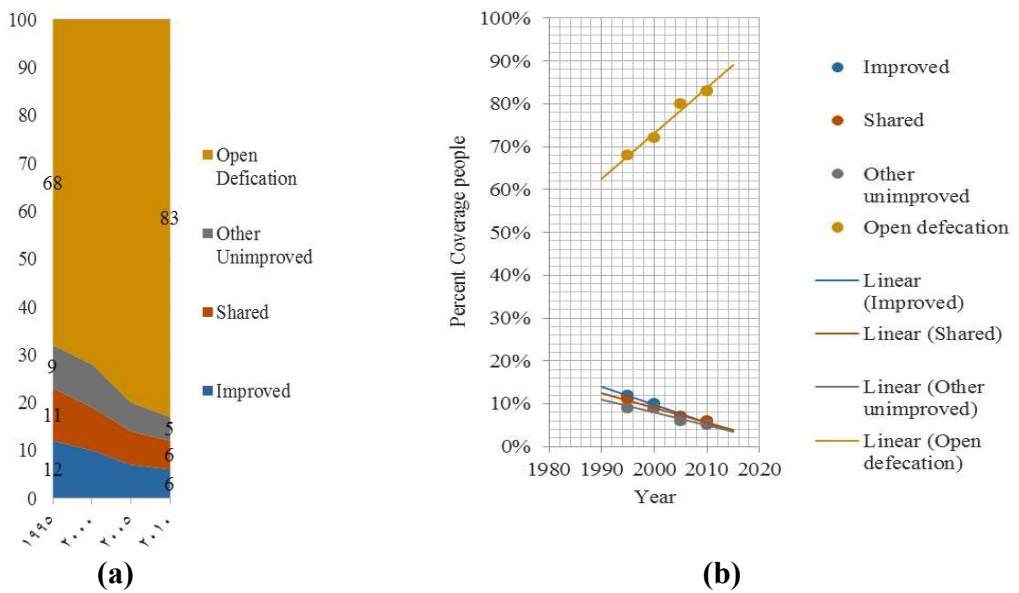 100
90
80
70
60
50
40
30
20
10
0
68
83
9
5
11
6
12
6
١٩٩٥
٢٠٠٠
٢٠٠٥
٢٠١٠
Open
Defication
Other
Unimproved
Shared
Improved
(a)
Percent Coverage people
100%
90%
80%
70%
60%
50%
40%
30%
20%
10%
0%
1980 1990 2000 2010 2020
Year
Improved
Shared
Other
unimproved
Open defecation
Linear
(Improved)
Linear (Shared)
Linear (Other
unimproved)
Linear (Open
defecation)
(b)